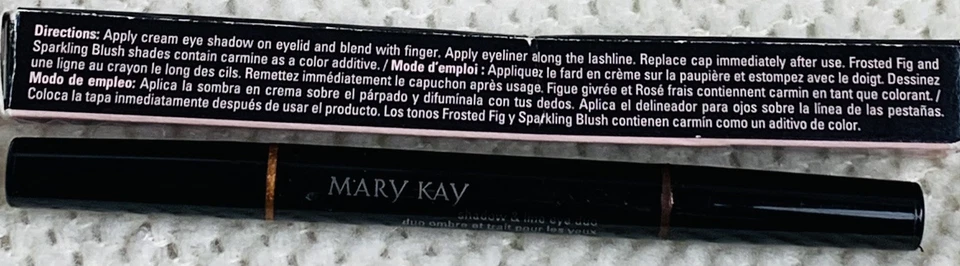 Directions: Apply cream eye shadow on eyelid and blend with finger. Apply eyeliner along the lashline. Replace cap immediately after use. Frosted Fig and
Sparkling Blush shades contain carmine as a color additive. / Mode d'emploi : Appliquez le fard en crème sur la paupière et estompez avec le doigt. Dessinez
une ligne au crayon le long des cils. Remettez immédiatement le capuchon après usage. Figue givrée et Rosé frais contiennent carmin en tant que colorant. /
Modo de empleo: Aplica la sombra en crema sobre el párpado y difumínala con tus dedos. Aplica el delineador para ojos sobre la línea de las pestañas.
Coloca la tapa inmediatamente después de usar el producto. Los tonos Frosted Fig y Sparkling Blush contienen carmín como un aditivo de color.
MARY KAY
shadow & line eye duo
duo ombre et trait pour les yeux